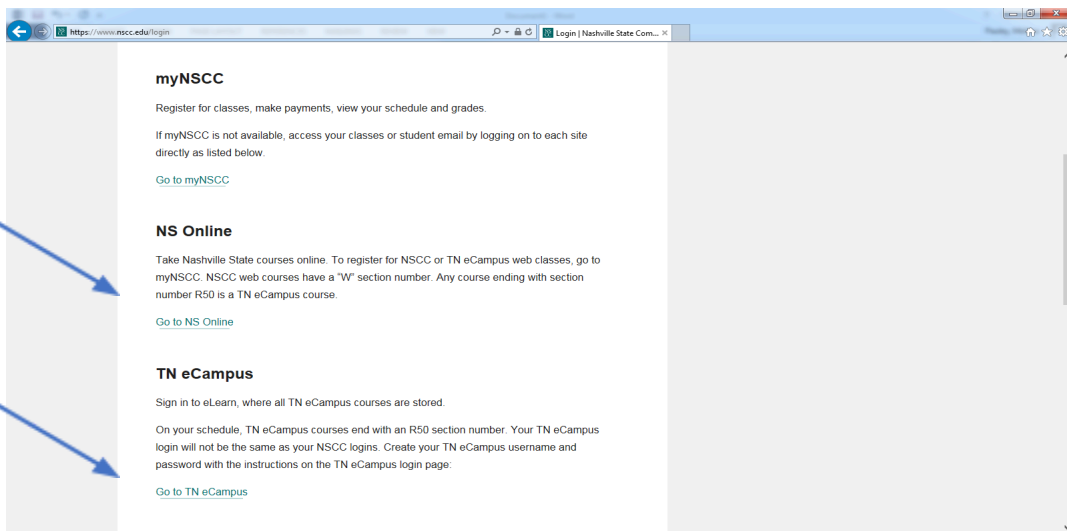 https://www.nscc.edu/login
Login | Nashville State Com...
myNSCC
Register for classes, make payments, view your schedule and grades.
If myNSCC is not available, access your classes or student email by logging on to each site
directly as listed below.
Go to myNSCC
NS Online
Take Nashville State courses online. To register for NSCC or TN eCampus web classes, go to
myNSCC. NSCC web courses have a "W" section number. Any course ending with section
number R50 is a TN eCampus course.
Go to NS Online
TN eCampus
Sign in to eLearn, where all TN eCampus courses are stored.
On your schedule, TN eCampus courses end with an R50 section number. Your TN eCampus
login will not be the same as your NSCC logins. Create your TN eCampus username and
password with the instructions on the TN eCampus login page:
Go to TN eCampus